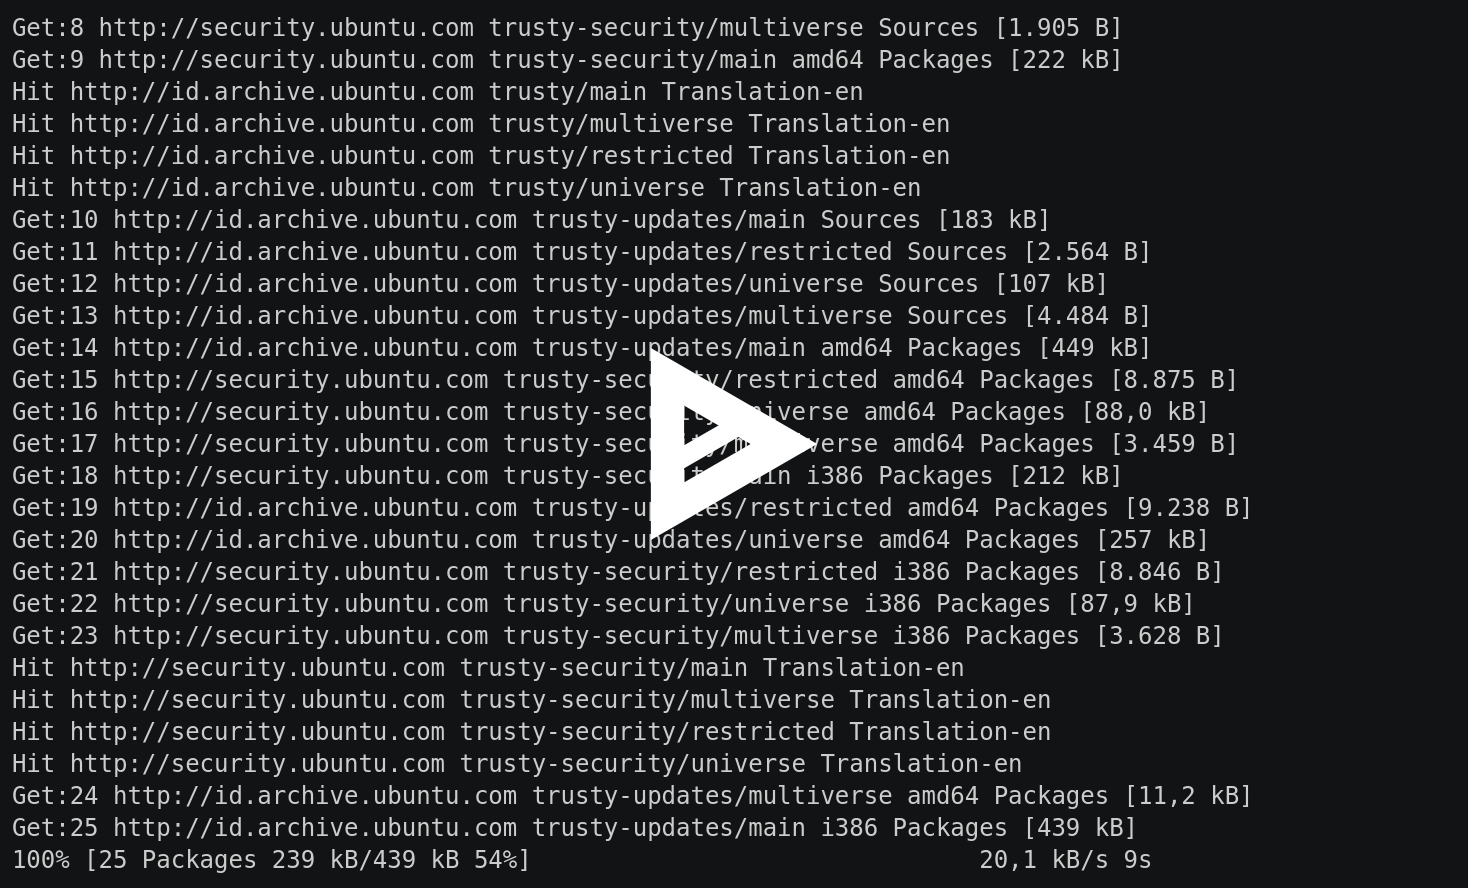 Get:8 http://security.ubuntu.com trusty-security/multiverse Sources [1.905 B]
Get:9 http://security.ubuntu.com trusty-security/main amd64 Packages [222 kB]
Hit http://id.archive.ubuntu.com trusty/main Translation-en
Hit http://id.archive.ubuntu.com trusty/multiverse Translation-en
Hit http://id.archive.ubuntu.com trusty/restricted Translation-en
Hit http://id.archive.ubuntu.com trusty/universe Translation-en
Get:10 http://id.archive.ubuntu.com trusty-updates/main Sources [183 kB]
Get:11 http://id.archive.ubuntu.com trusty-updates/restricted Sources [2.564 B]
Get:12 http://id.archive.ubuntu.com trusty-updates/universe Sources [107 kB]
Get:13 http://id.archive.ubuntu.com trusty-updates/multiverse Sources [4.484 B]
Get:14 http://id.archive.ubuntu.com trusty-updates/main amd64 Packages [449 kB]
Get:15 http://security.ubuntu.com trusty-security/restricted amd64 Packages [8.875 B]
Get:16 http://security.ubuntu.com trusty-security/universe amd64 Packages [88,0 kB]
Get:17 http://security.ubuntu.com trusty-security/multiverse amd64 Packages [3.459 B]
Get:18 http://security.ubuntu.com trusty-security/main i386 Packages [212 kB]
Get:19 http://id.archive.ubuntu.com trusty-updates/restricted amd64 Packages [9.238 B]
Get:20 http://id.archive.ubuntu.com trusty-updates/universe amd64 Packages [257 kB]
Get:21 http://security.ubuntu.com trusty-security/restricted i386 Packages [8.846 B]
Get:22 http://security.ubuntu.com trusty-security/universe i386 Packages [87,9 kB]
Get:23 http://security.ubuntu.com trusty-security/multiverse i386 Packages [3.628 B]
Hit http://security.ubuntu.com trusty-security/main Translation-en
Hit http://security.ubuntu.com trusty-security/multiverse Translation-en
Hit http://security.ubuntu.com trusty-security/restricted Translation-en
Hit http://security.ubuntu.com trusty-security/universe Translation-en
Get:24 http://id.archive.ubuntu.com trusty-updates/multiverse amd64 Packages [11,2 kB]
Get:25 http://id.archive.ubuntu.com trusty-updates/main i386 Packages [439 kB]
100% [25 Packages 239 kB/439 kB 54%] 20,1 kB/s 9s